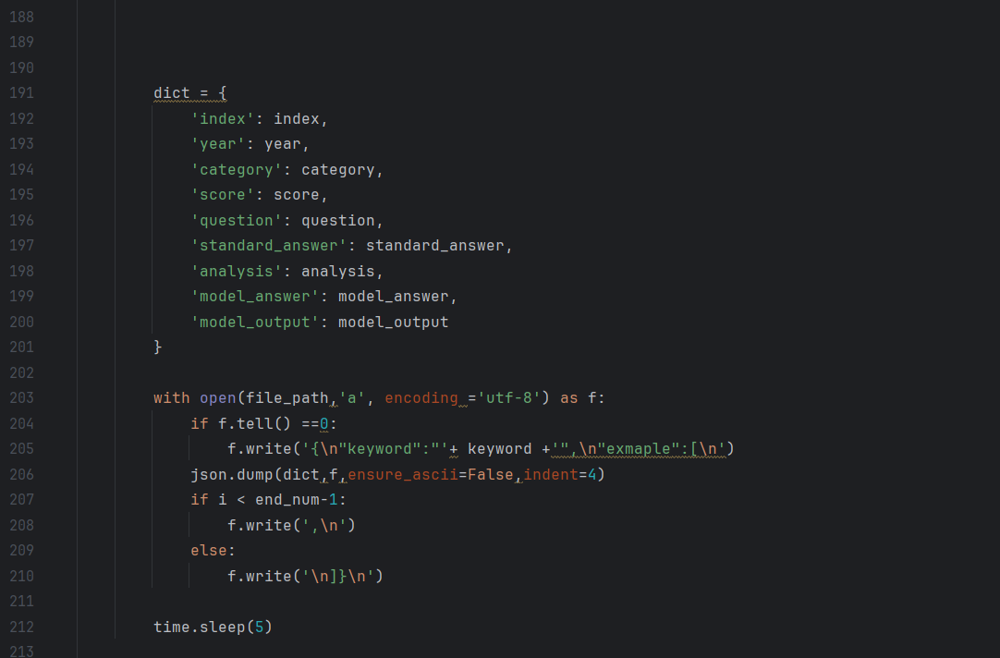 188
189
190
191 dict = {
192 'index': index,
193 'year': year,
194 'category': category,
195 'score': score,
196 'question': question,
197 'standard_answer': standard_answer,
198 'analysis': analysis,
199 'model_answer': model_answer,
200 'model_output': model_output
201 }
202
203 with open(file_path,'a', encoding ='utf-8') as f:
204 if f.tell() ==0:
205 f.write('{\n"keyword":"'+ keyword +'",\n"exmaple":[\n')
206 json.dump(dict,f,ensure_ascii=False,indent=4)
207 if i < end_num-1:
208 f.write(',\n')
209 else:
210 f.write('\n]}\n')
211
212 time.sleep(5)
213